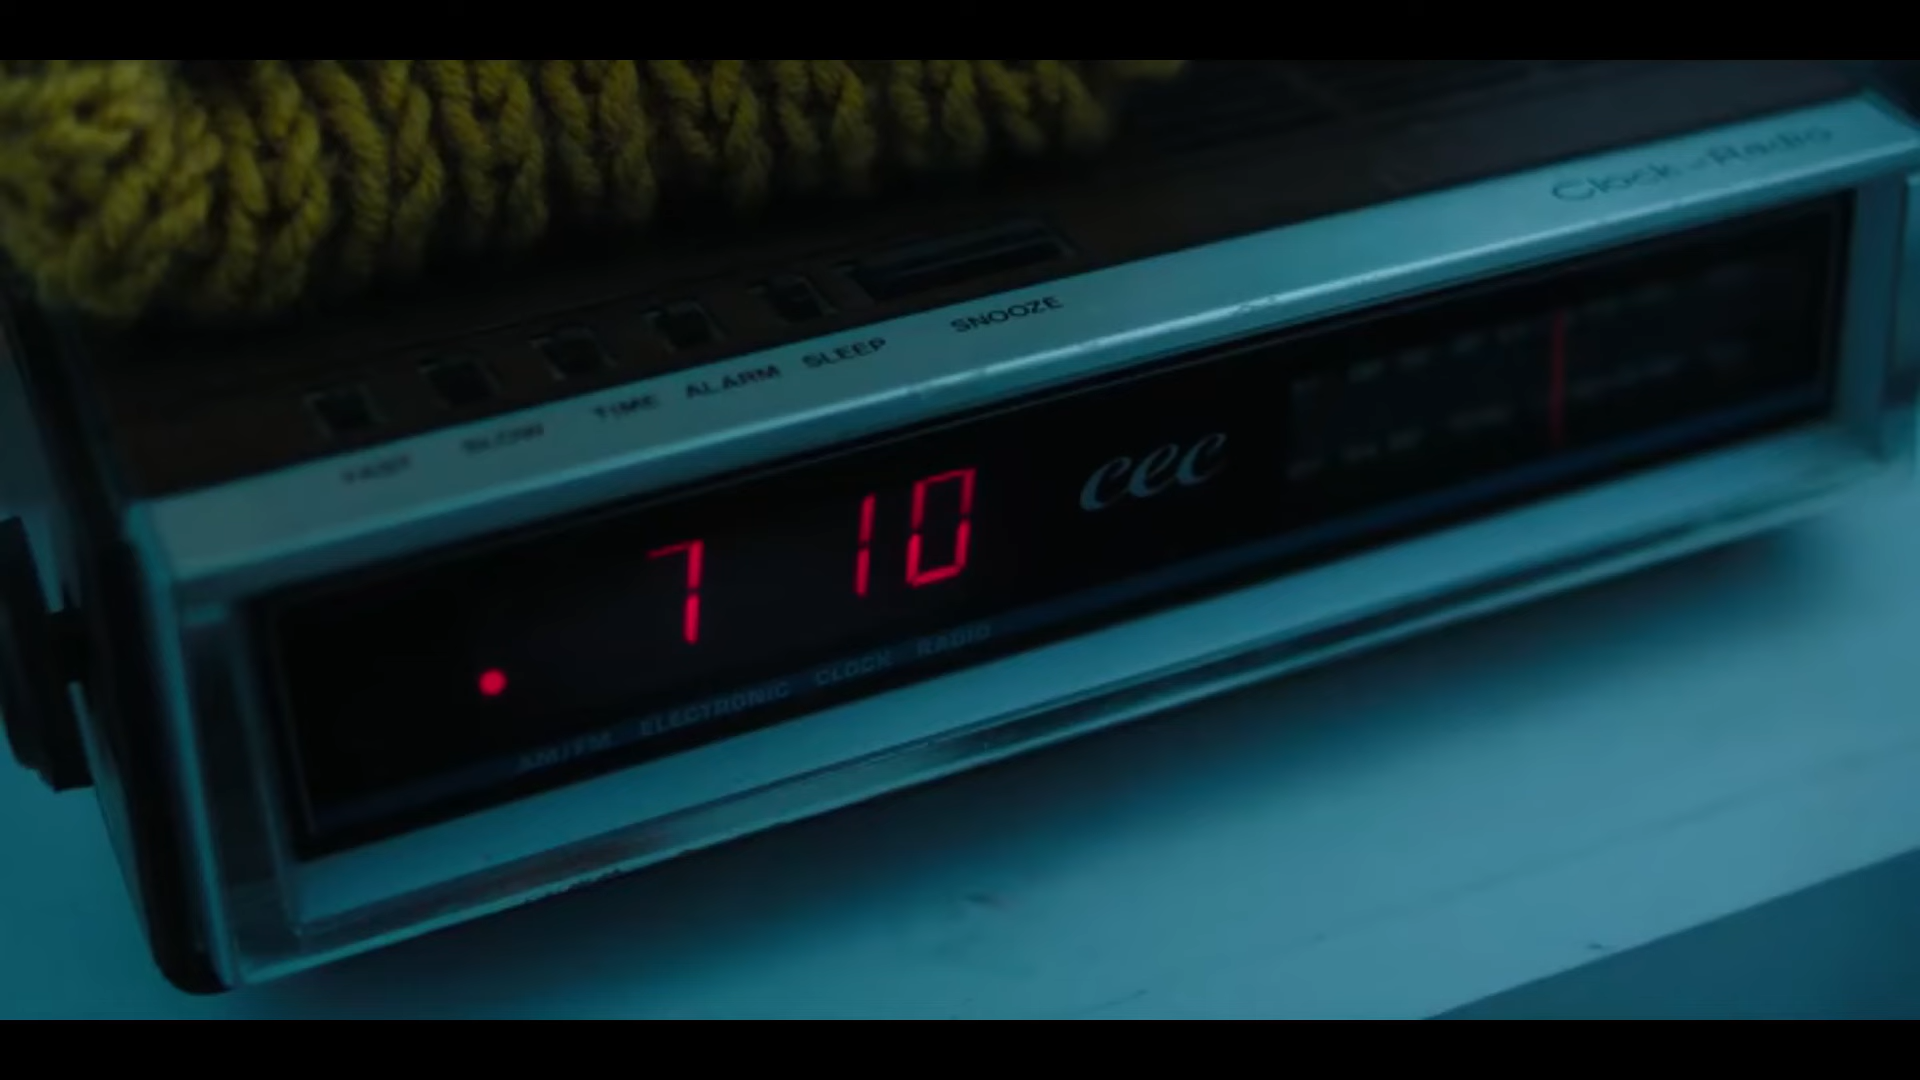 Clock-Radio
FAST SLOW TIME ALARM SLEEP SNOOZE
7 10
cec
AM/FM ELECTRONIC CLOCK RADIO